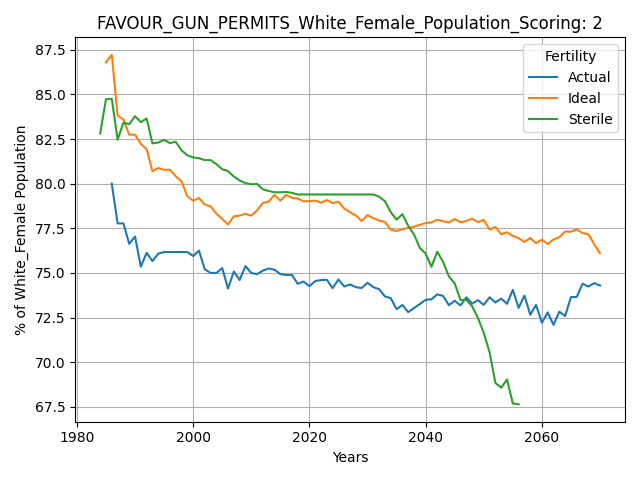 FAVOUR_GUN_PERMITS_White_Female_Population_Scoring: 2
87.5
85.0
82.5
80.0
77.5
75.0
72.5
70.0
67.5
% of White_Female Population
Fertility
Actual
Ideal
Sterile
1980
2000
2020
2040
2060
Years